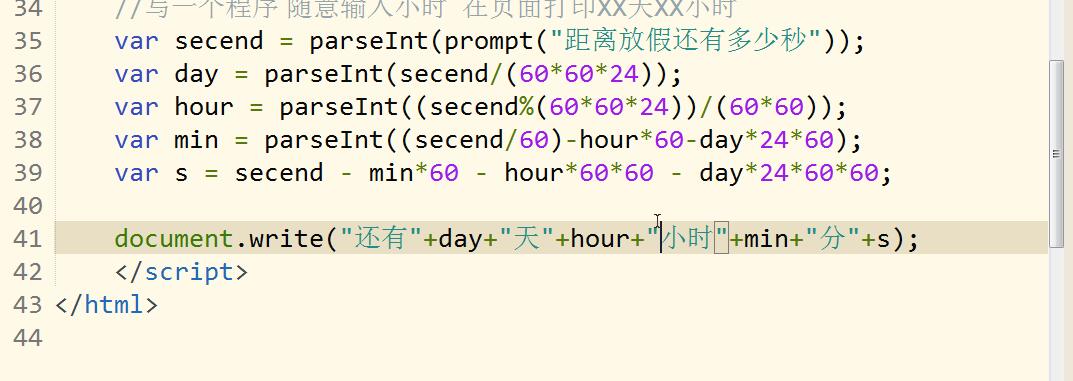 34 //写一个程序 随意输入小时 在页面打印XX天XX小时
35 var secend = parseInt(prompt("距离放假还有多少秒"));
36 var day = parseInt(secend/(60*60*24));
37 var hour = parseInt((secend%(60*60*24))/(60*60));
38 var min = parseInt((secend/60)-hour*60-day*24*60);
39 var s = secend - min*60 - hour*60*60 - day*24*60*60;
40
41 document.write("还有"+day+"天"+hour+"小时"+min+"分"+s);
42 </script>
43 </html>
44